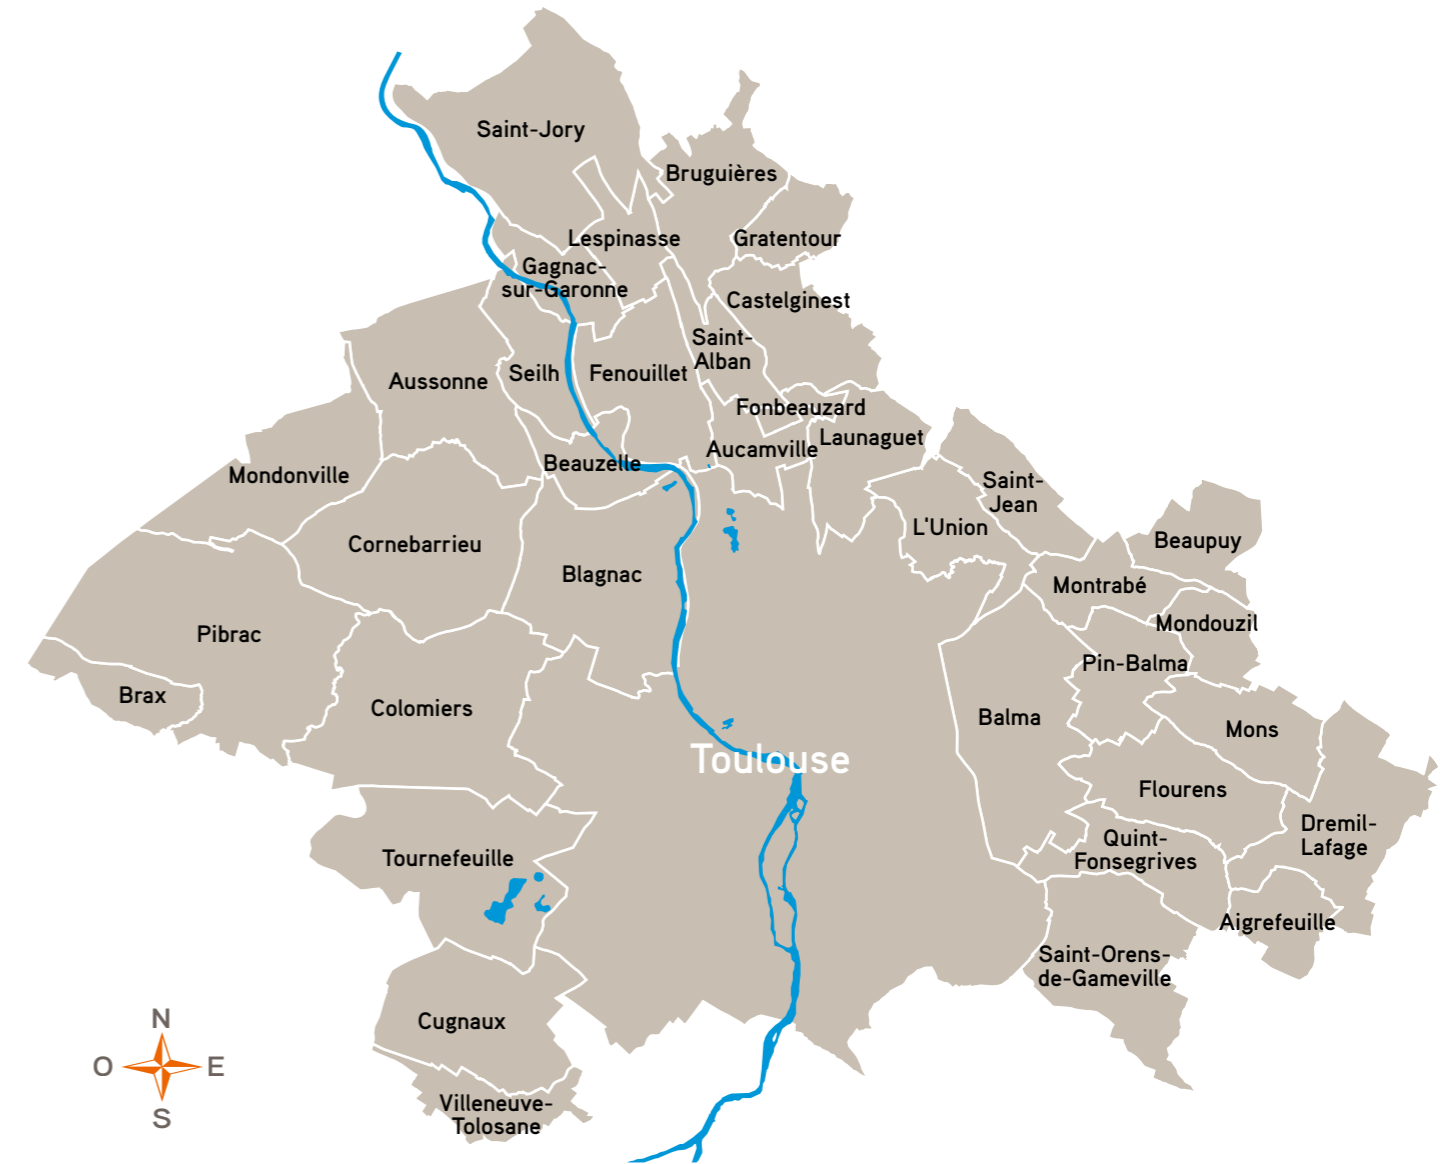 Saint-Jory
Bruguières
Lespinasse
Gratentour
Gagnac-
sur-Garonne
Castelginest
Saint-
Alban
Aussonne
Seilh
Fenouillet
Fonbeauzard
Launaguet
Aucamville
Beauzelle
Mondonville
Saint-
Jean
L'Union
Cornebarrieu
Beaupuy
Blagnac
Montrabé
Mondouzil
Pibrac
Pin-Balma
Brax
Colomiers
Balma
Mons
Toulouse
Flourens
Dremil-
Lafage
Quint-
Fonsegrives
Tournefeuille
Aigrefeuille
Saint-Orens-
de-Gameville
Cugnaux
N
O
E
S
Villeneuve-
Tolosane